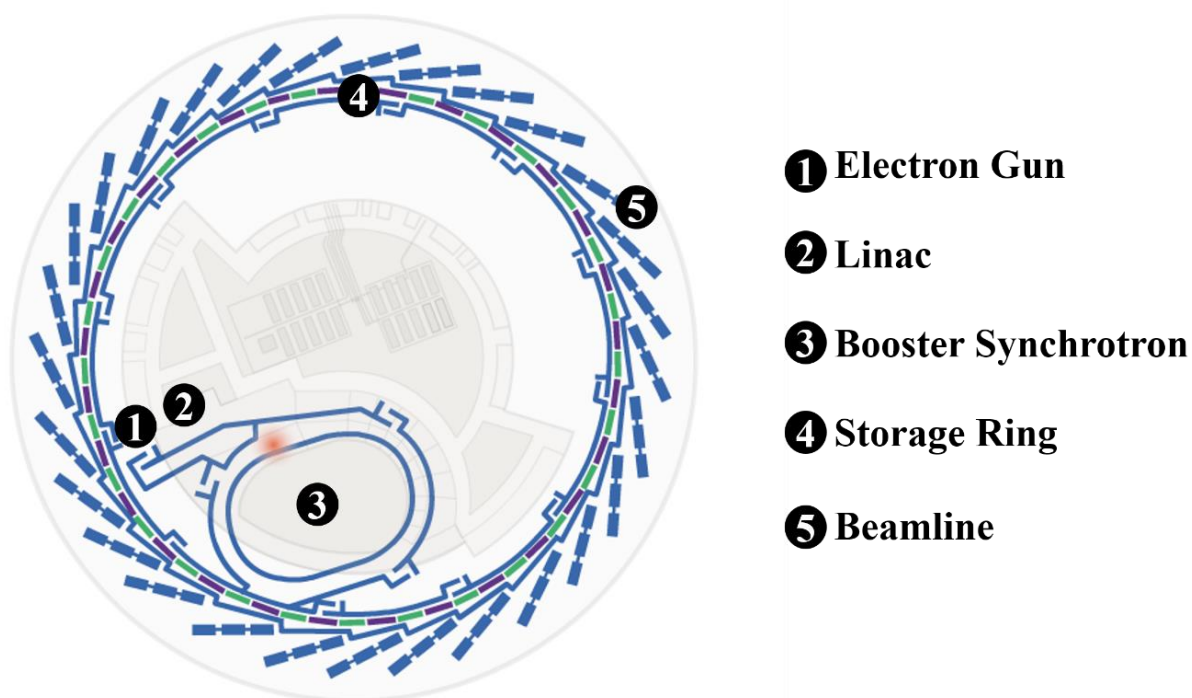 4
5
2
1
3
1 Electron Gun
2 Linac
3 Booster Synchrotron
4 Storage Ring
5 Beamline